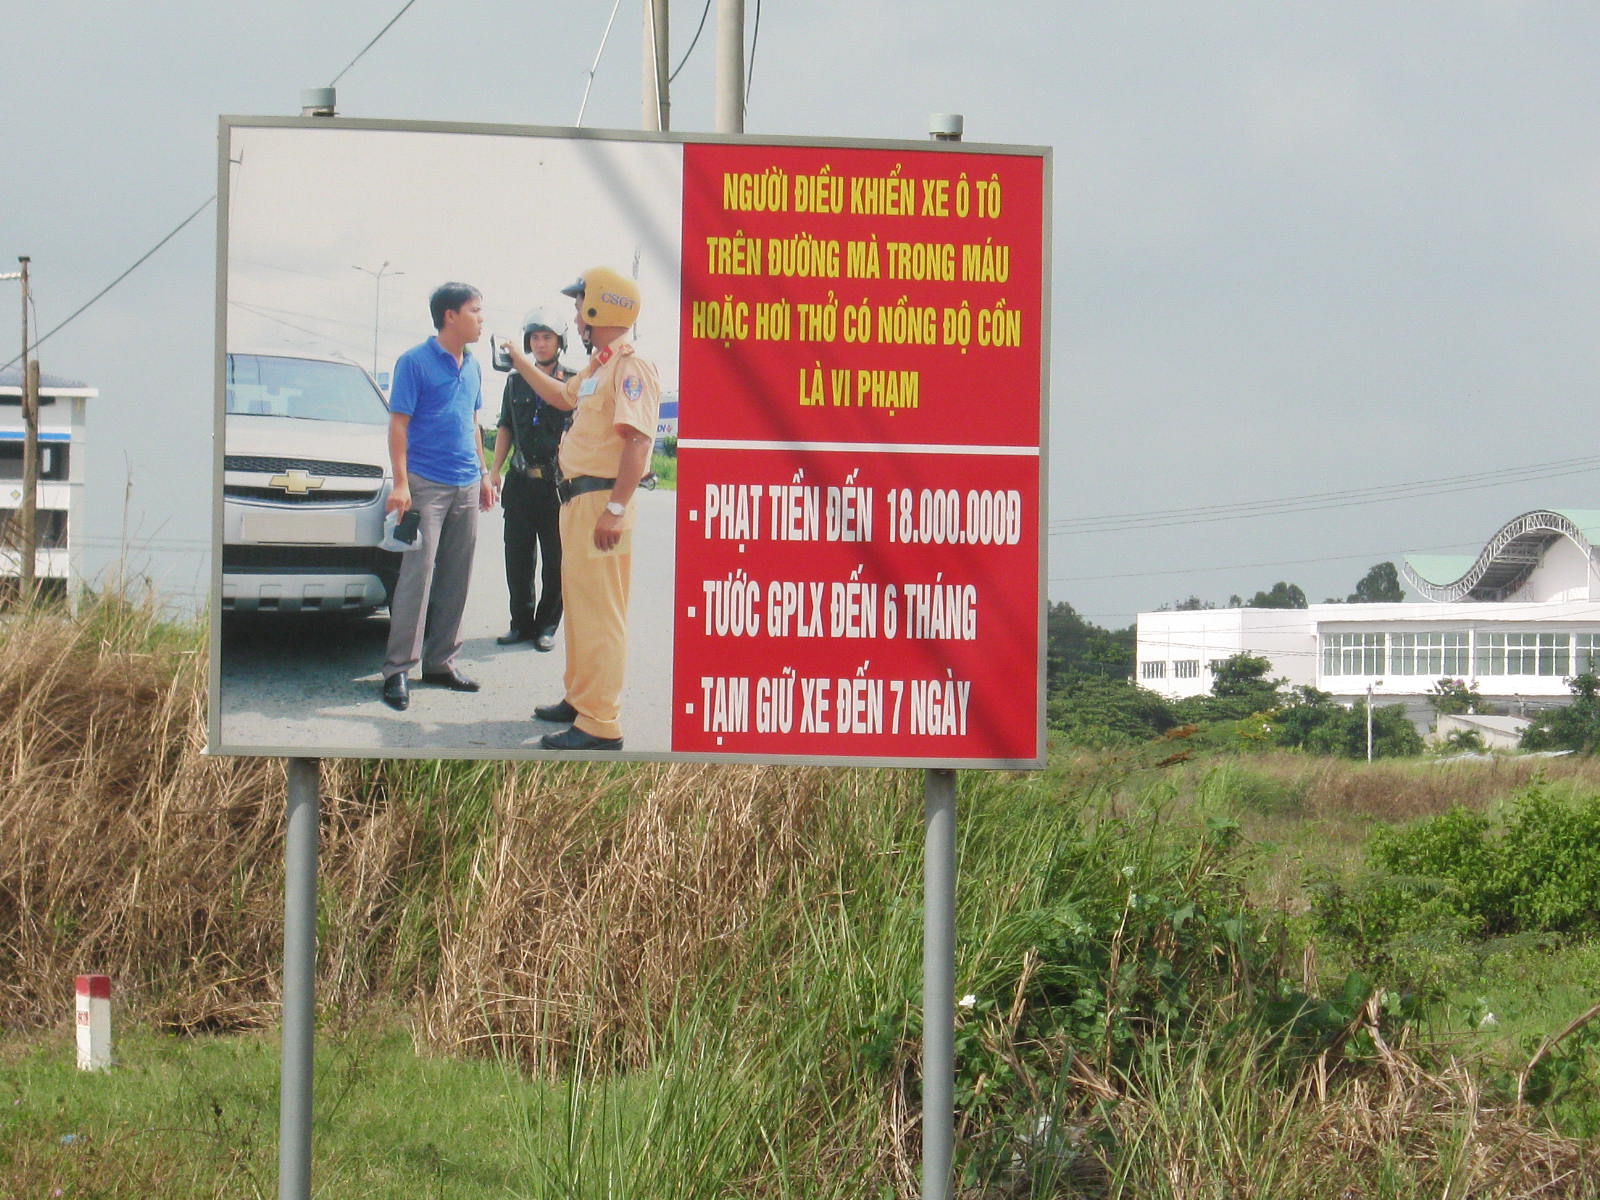 NGƯỜI ĐIỀU KHIỂN XE Ô TÔ
TRÊN ĐƯỜNG MÀ TRONG MÁU
HOẶC HƠI THỞ CÓ NỒNG ĐỘ CỒN
LÀ VI PHẠM
- PHẠT TIỀN ĐẾN 18.000.000Đ
- TƯỚC GPLX ĐẾN 6 THÁNG
- TẠM GIỮ XE ĐẾN 7 NGÀY
CSGT